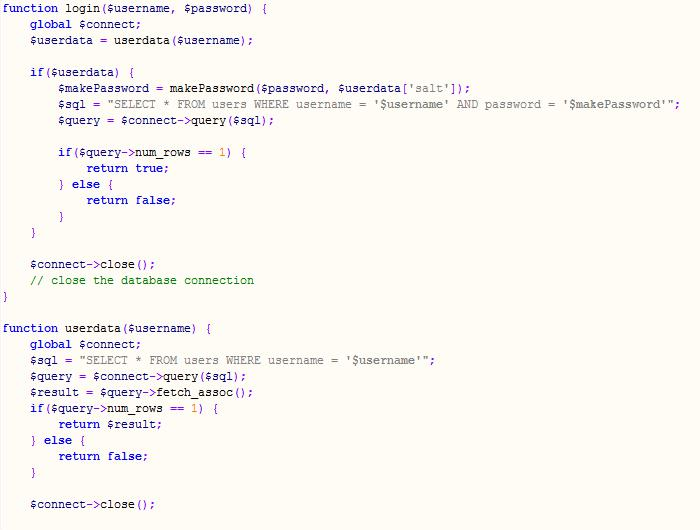 function login($username, $password) {
    global $connect;
    $userdata = userdata($username);

    if($userdata) {
        $makePassword = makePassword($password, $userdata['salt']);
        $sql = "SELECT * FROM users WHERE username = '$username' AND password = '$makePassword'";
        $query = $connect->query($sql);

        if($query->num_rows == 1) {
            return true;
        } else {
            return false;
        }
    }

    $connect->close();
    // close the database connection
}

function userdata($username) {
    global $connect;
    $sql = "SELECT * FROM users WHERE username = '$username'";
    $query = $connect->query($sql);
    $result = $query->fetch_assoc();
    if($query->num_rows == 1) {
        return $result;
    } else {
        return false;
    }

    $connect->close();